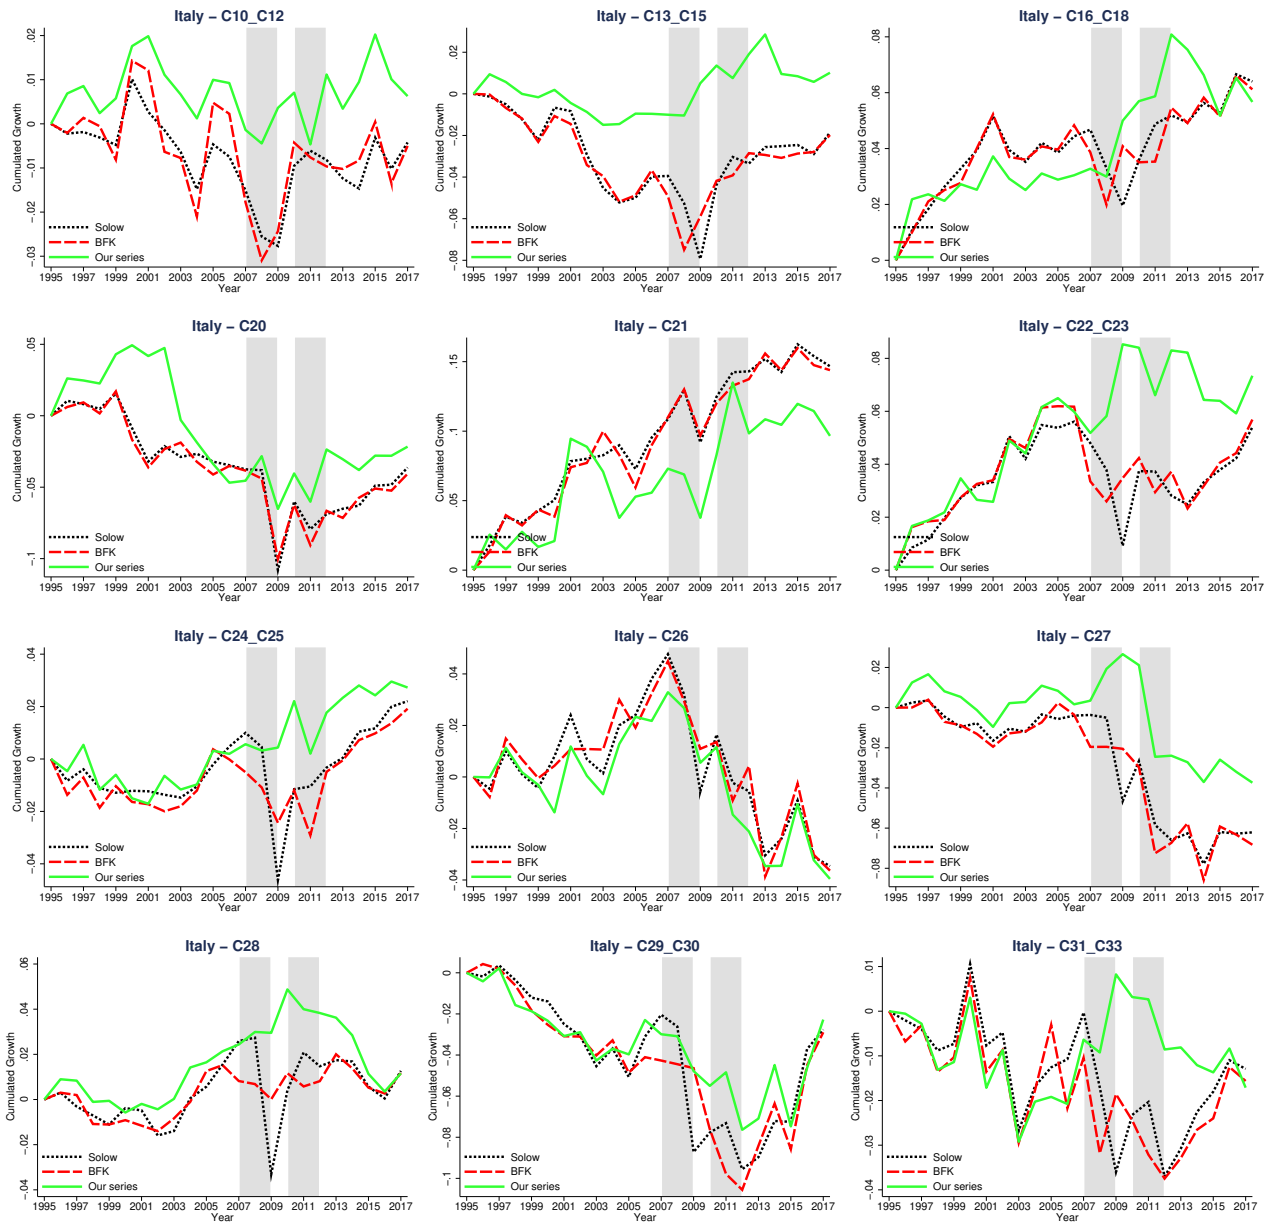 Italy – C10_C12
Cumulated Growth
.02
.01
0
-.01
-.02
-.03
Solow
BFK
Our series
1995 1997 1999 2001 2003 2005 2007 2009 2011 2013 2015 2017
Year
Italy – C13_C15
Cumulated Growth
.02
0
-.02
-.04
-.06
-.08
Solow
BFK
Our series
1995 1997 1999 2001 2003 2005 2007 2009 2011 2013 2015 2017
Year
Italy – C16_C18
Cumulated Growth
.08
.06
.04
.02
0
Solow
BFK
Our series
1995 1997 1999 2001 2003 2005 2007 2009 2011 2013 2015 2017
Year
Italy – C20
Cumulated Growth
.05
0
-.05
-.1
Solow
BFK
Our series
1995 1997 1999 2001 2003 2005 2007 2009 2011 2013 2015 2017
Year
Italy – C21
Cumulated Growth
.15
.1
.05
0
Solow
BFK
Our series
1995 1997 1999 2001 2003 2005 2007 2009 2011 2013 2015 2017
Year
Italy – C22_C23
Cumulated Growth
.08
.06
.04
.02
0
Solow
BFK
Our series
1995 1997 1999 2001 2003 2005 2007 2009 2011 2013 2015 2017
Year
Italy – C24_C25
Cumulated Growth
.04
.02
0
-.02
-.04
Solow
BFK
Our series
1995 1997 1999 2001 2003 2005 2007 2009 2011 2013 2015 2017
Year
Italy – C26
Cumulated Growth
.04
.02
0
-.02
-.04
Solow
BFK
Our series
1995 1997 1999 2001 2003 2005 2007 2009 2011 2013 2015 2017
Year
Italy – C27
Cumulated Growth
.02
0
-.02
-.04
-.06
-.08
Solow
BFK
Our series
1995 1997 1999 2001 2003 2005 2007 2009 2011 2013 2015 2017
Year
Italy – C28
Cumulated Growth
.06
.04
.02
0
-.02
-.04
Solow
BFK
Our series
1995 1997 1999 2001 2003 2005 2007 2009 2011 2013 2015 2017
Year
Italy – C29_C30
Cumulated Growth
0
-.02
-.04
-.06
-.08
-.1
Solow
BFK
Our series
1995 1997 1999 2001 2003 2005 2007 2009 2011 2013 2015 2017
Year
Italy – C31_C33
Cumulated Growth
.01
0
-.01
-.02
-.03
-.04
Solow
BFK
Our series
1995 1997 1999 2001 2003 2005 2007 2009 2011 2013 2015 2017
Year